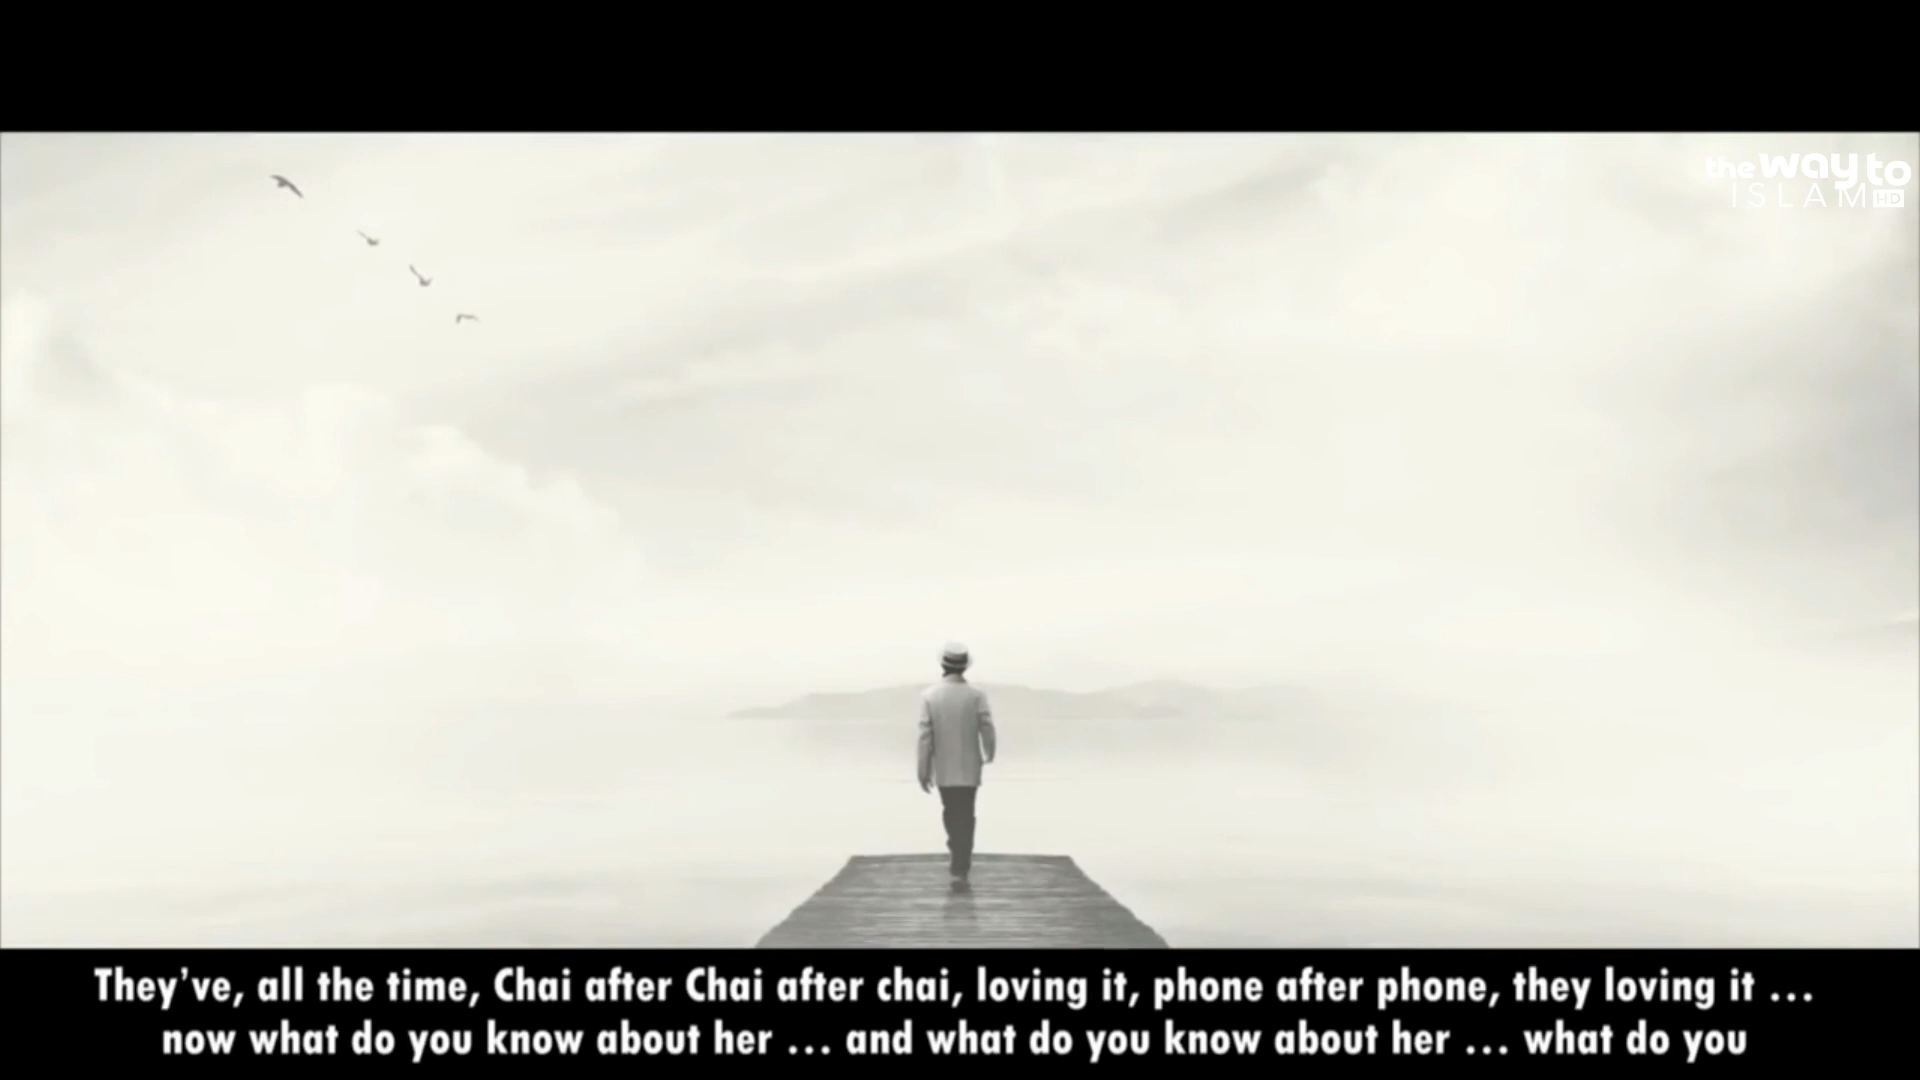 the way to
ISLAM HD
They've, all the time, Chai after Chai after chai, loving it, phone after phone, they loving it ...
now what do you know about her ... and what do you know about her ... what do you